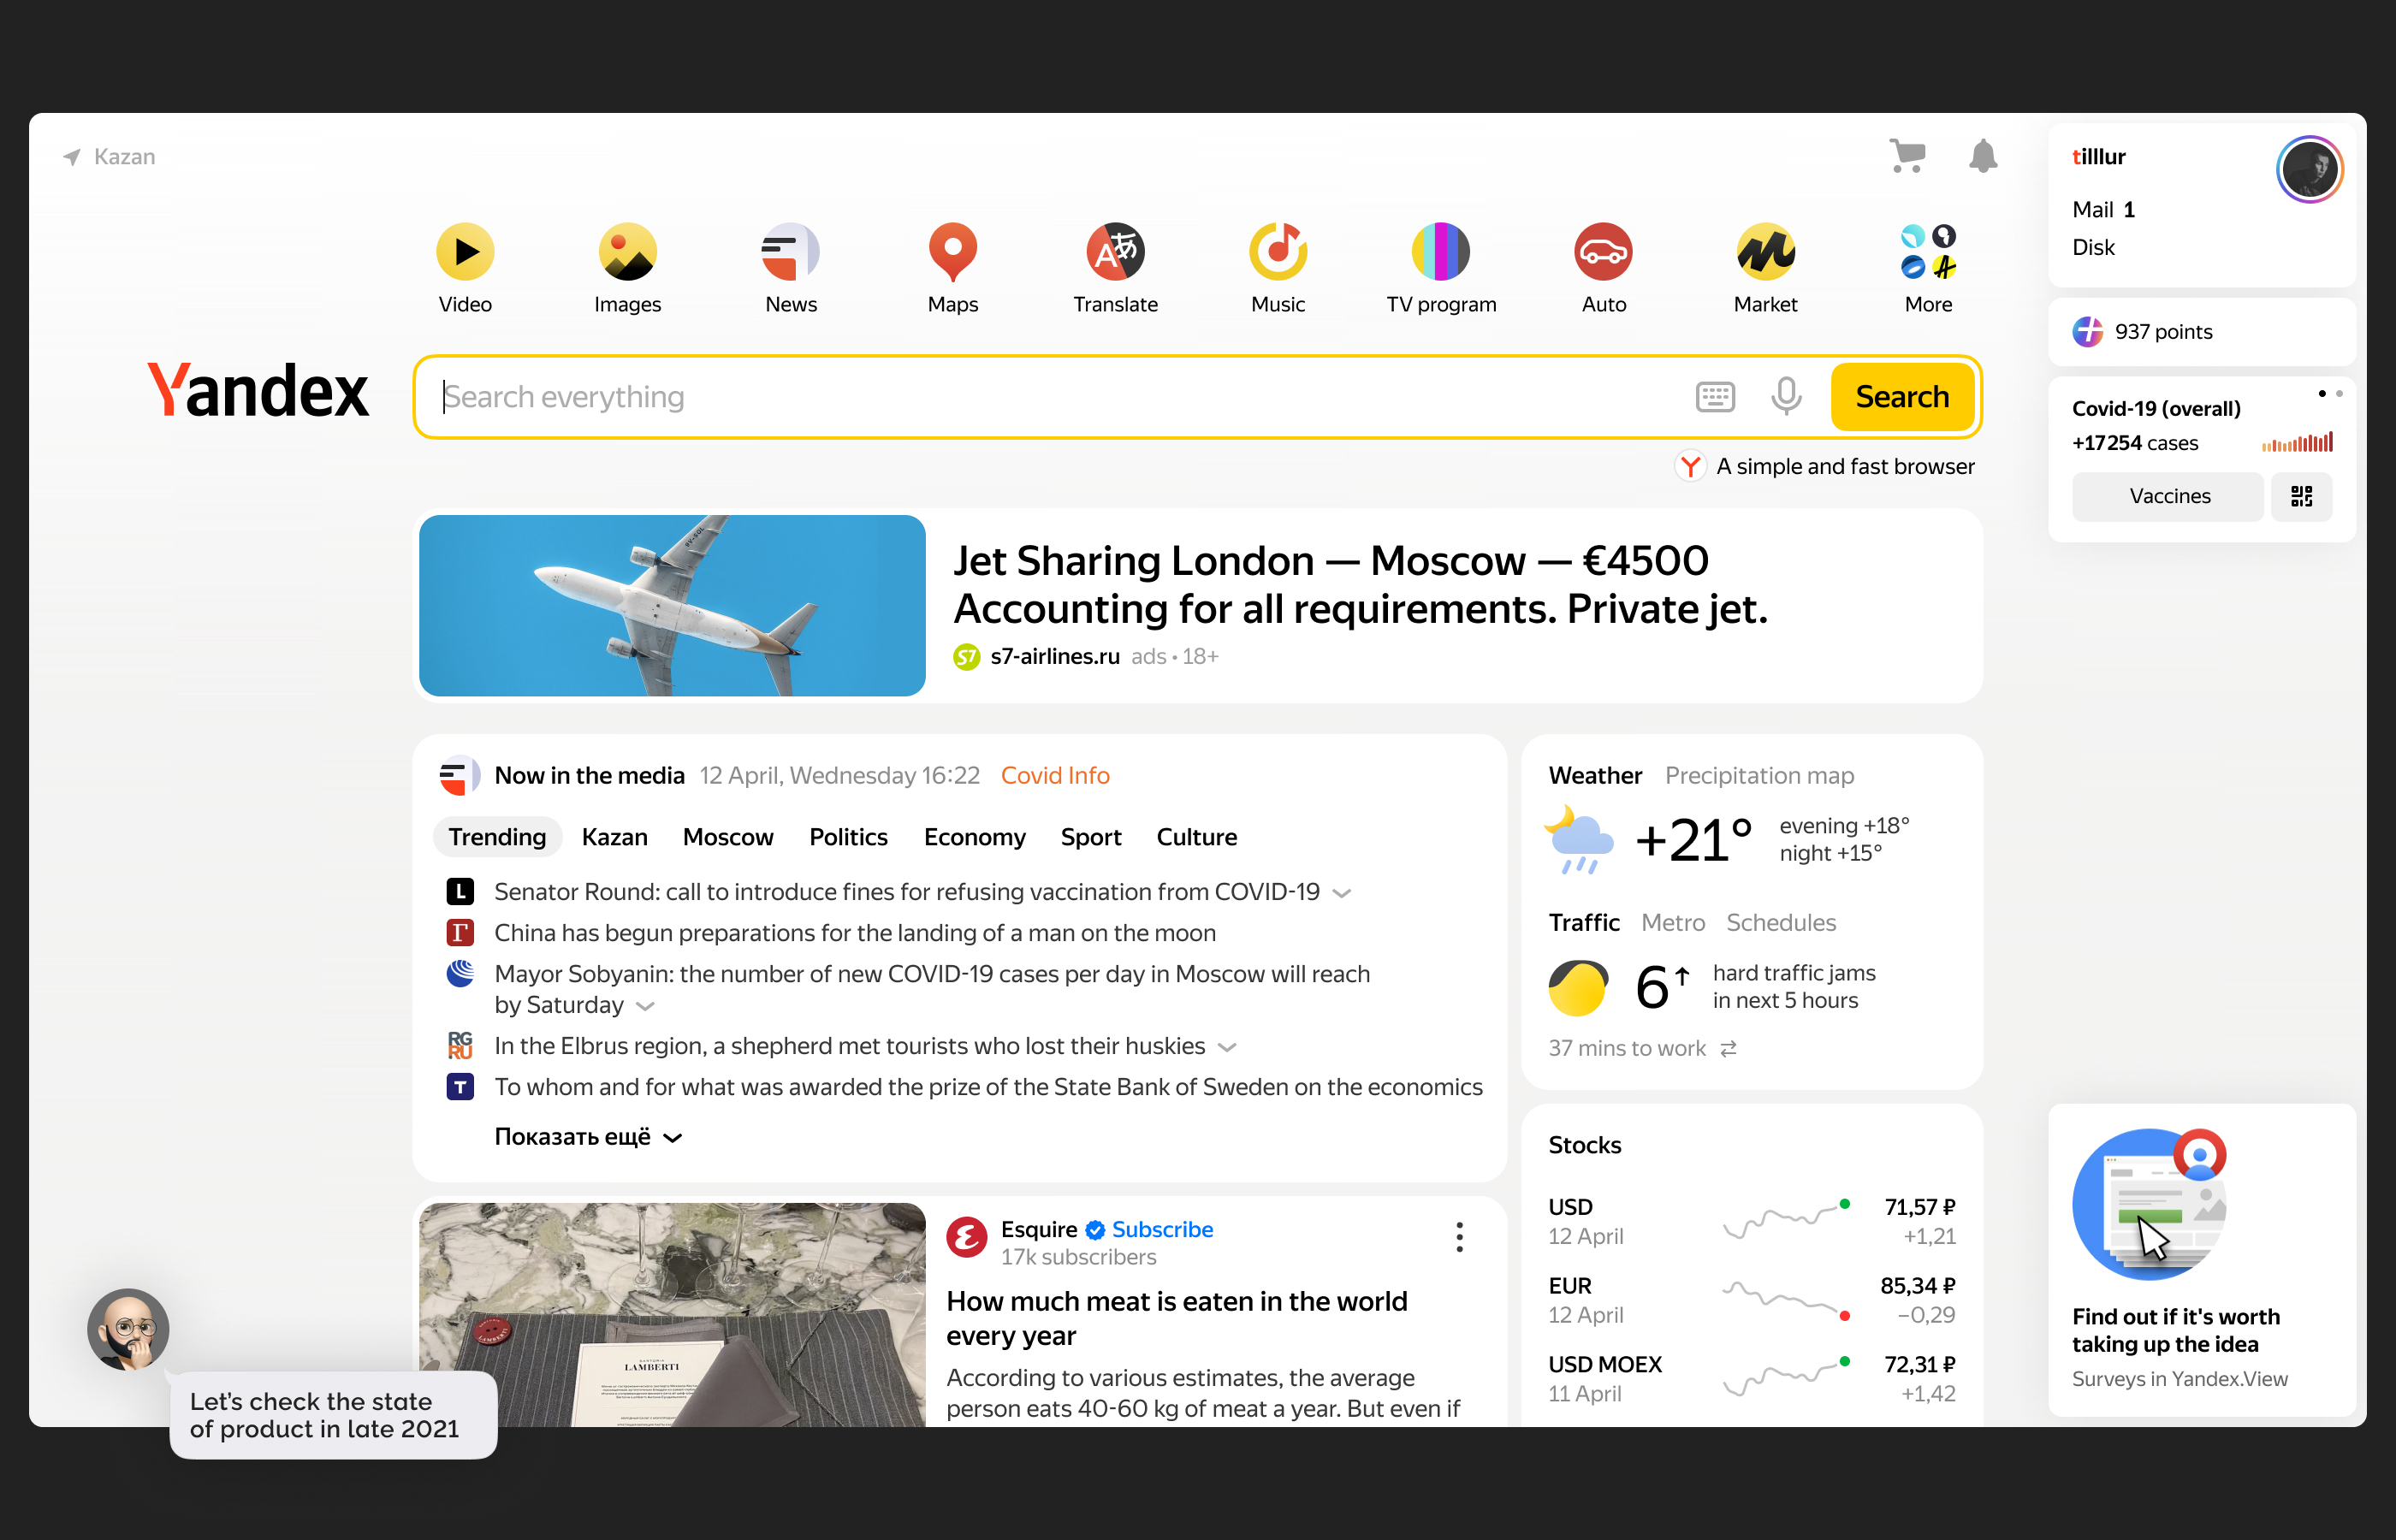 Kazan
Video
Images
News
Maps
Translate
Music
TV program
Auto
Market
More
tilllur
Mail 1
Disk
937 points
Yandex
Search everything
Search
A simple and fast browser
Covid-19 (overall)
+17254 cases
Vaccines
Jet Sharing London — Moscow — €4500
Accounting for all requirements. Private jet.
S7 s7-airlines.ru ads • 18+
Now in the media 12 April, Wednesday 16:22 Covid Info
Trending Kazan Moscow Politics Economy Sport Culture
L Senator Round: call to introduce fines for refusing vaccination from COVID-19
Г China has begun preparations for the landing of a man on the moon
Mayor Sobyanin: the number of new COVID-19 cases per day in Moscow will reach
by Saturday
RG RU In the Elbrus region, a shepherd met tourists who lost their huskies
T To whom and for what was awarded the prize of the State Bank of Sweden on the economics
Показать ещё
Weather Precipitation map
+21°
evening +18°
night +15°
Traffic Metro Schedules
6↑
hard traffic jams
in next 5 hours
37 mins to work
Stocks
USD 71,57 ₽
12 April +1,21
EUR 85,34 ₽
12 April −0,29
USD MOEX 72,31 ₽
11 April +1,42
Esquire Subscribe
17k subscribers
How much meat is eaten in the world
every year
According to various estimates, the average
person eats 40-60 kg of meat a year. But even if
LAMBERTI
Find out if it's worth
taking up the idea
Surveys in Yandex.View
Let's check the state
of product in late 2021